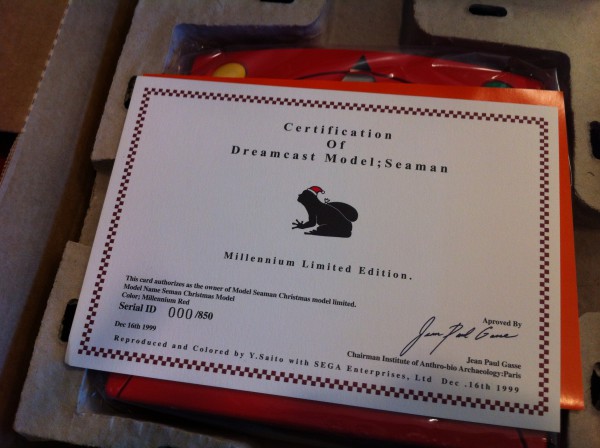 Certification
Of
Dreamcast Model;Seaman
Millennium Limited Edition.
This card authorizes as the owner of Model Seaman Christmas model limited.
Model Name Seman Christmas Model
Color; Millennium Red
Serial ID 000/850
Dec 16th 1999
Aproved By
Jean Paul Gasse
Jean Paul Gasse
Chairman Institute of Anthro-bio Archaeology:Paris
Reproduced and Colored by Y.Saito with SEGA Enterprises, Ltd Dec .16th 1999